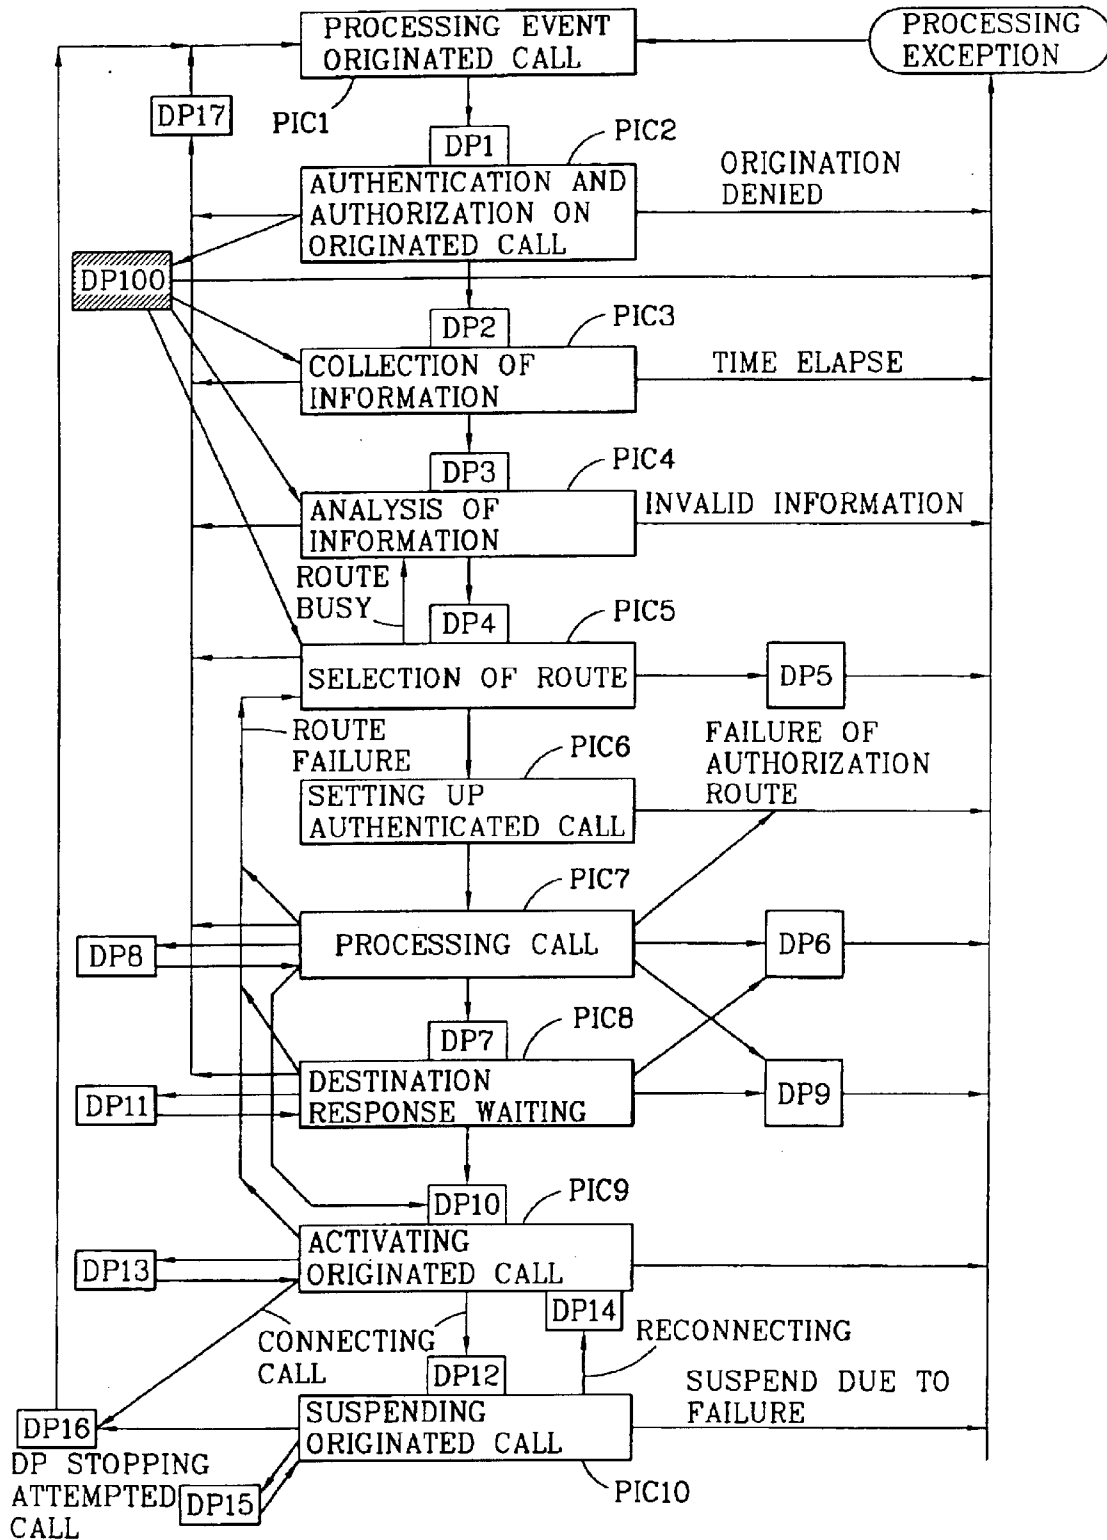 PROCESSING EVENT
ORIGINATED CALL
PROCESSING
EXCEPTION
DP17
PIC1
DP1
PIC2
AUTHENTICATION AND
AUTHORIZATION ON
ORIGINATED CALL
ORIGINATION
DENIED
DP100
DP2
PIC3
COLLECTION OF
INFORMATION
TIME ELAPSE
DP3
PIC4
ANALYSIS OF
INFORMATION
INVALID INFORMATION
ROUTE
BUSY
DP4
PIC5
SELECTION OF ROUTE
DP5
ROUTE
FAILURE
PIC6
FAILURE OF
AUTHORIZATION
ROUTE
SETTING UP
AUTHENTICATED CALL
PIC7
PROCESSING CALL
DP8
DP6
DP7
PIC8
DESTINATION
RESPONSE WAITING
DP11
DP9
DP10
PIC9
ACTIVATING
ORIGINATED CALL
DP13
DP14
CONNECTING
CALL
RECONNECTING
DP12
SUSPENDING
ORIGINATED CALL
SUSPEND DUE TO
FAILURE
DP16
DP STOPPING
ATTEMPTED
CALL
DP15
PIC10